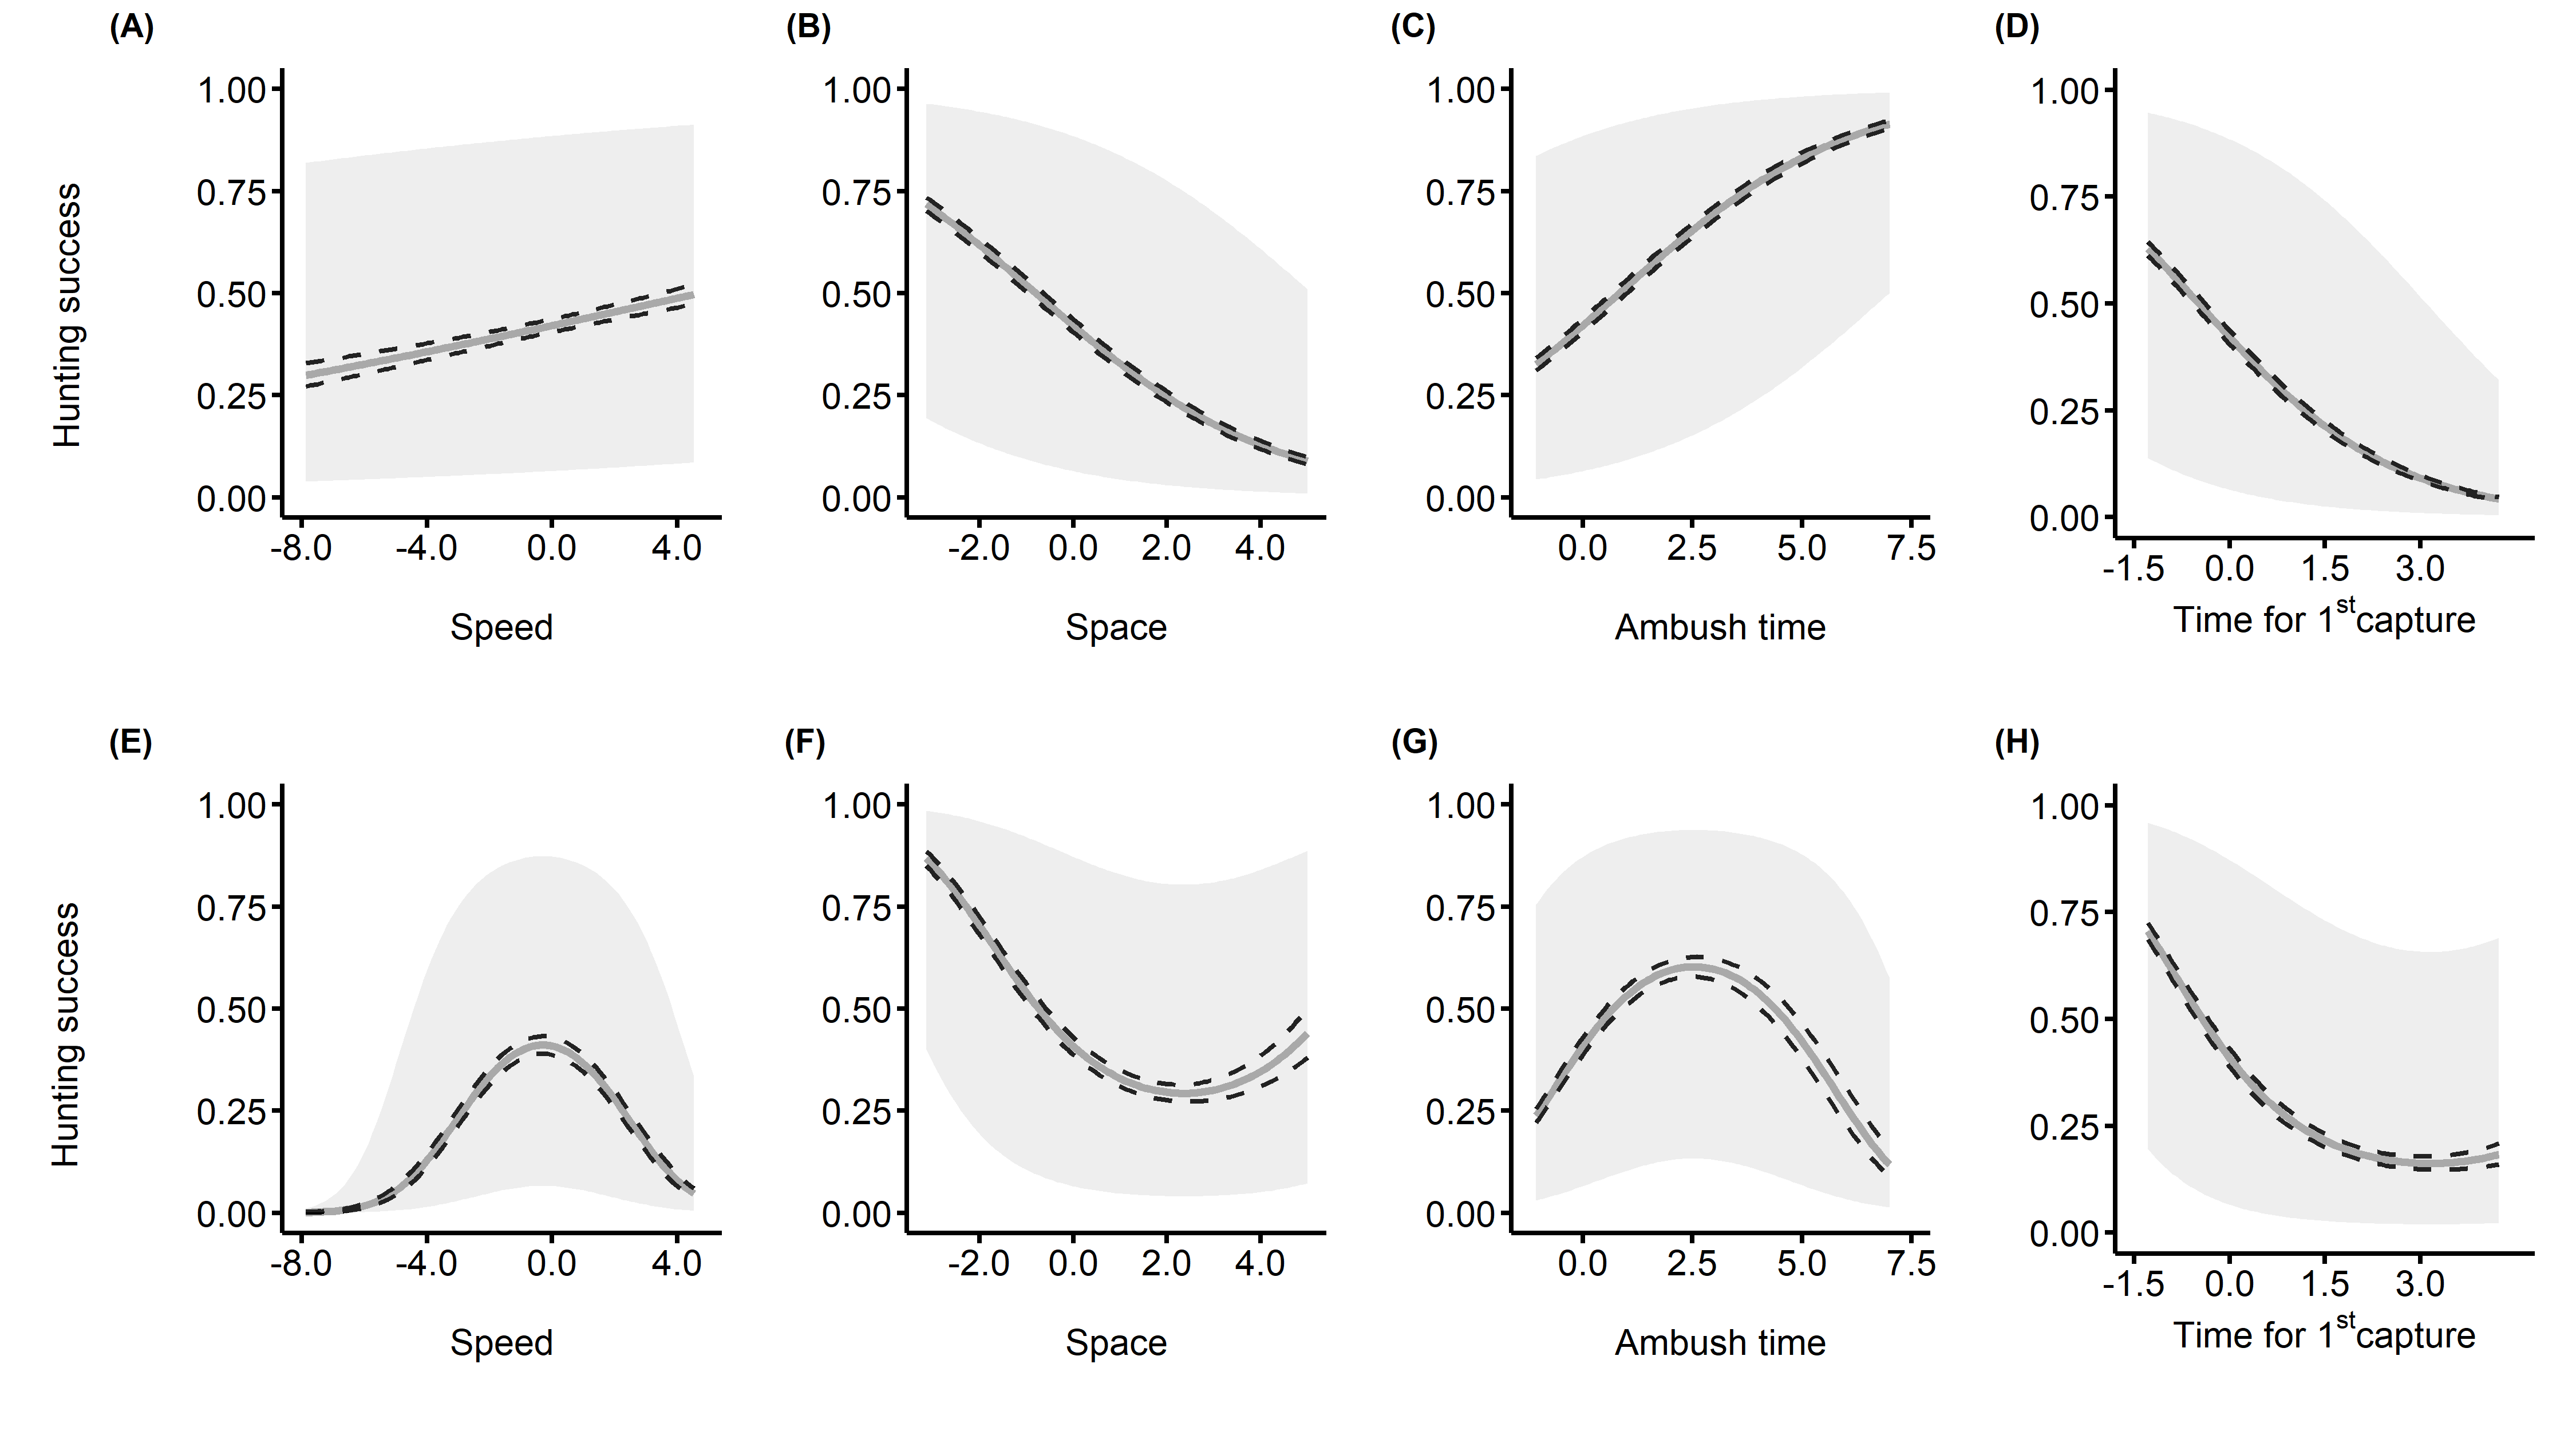 (A) (B) (C) (D)
Hunting success
1.00 1.00 1.00 1.00
0.75 0.75 0.75 0.75
0.50 0.50 0.50 0.50
0.25 0.25 0.25 0.25
0.00 0.00 0.00 0.00
-8.0 -4.0 0.0 4.0 -2.0 0.0 2.0 4.0 0.0 2.5 5.0 7.5 -1.5 0.0 1.5 3.0
Speed Space Ambush time Time for 1st capture
(E) (F) (G) (H)
Hunting success
1.00 1.00 1.00 1.00
0.75 0.75 0.75 0.75
0.50 0.50 0.50 0.50
0.25 0.25 0.25 0.25
0.00 0.00 0.00 0.00
-8.0 -4.0 0.0 4.0 -2.0 0.0 2.0 4.0 0.0 2.5 5.0 7.5 -1.5 0.0 1.5 3.0
Speed Space Ambush time Time for 1st capture